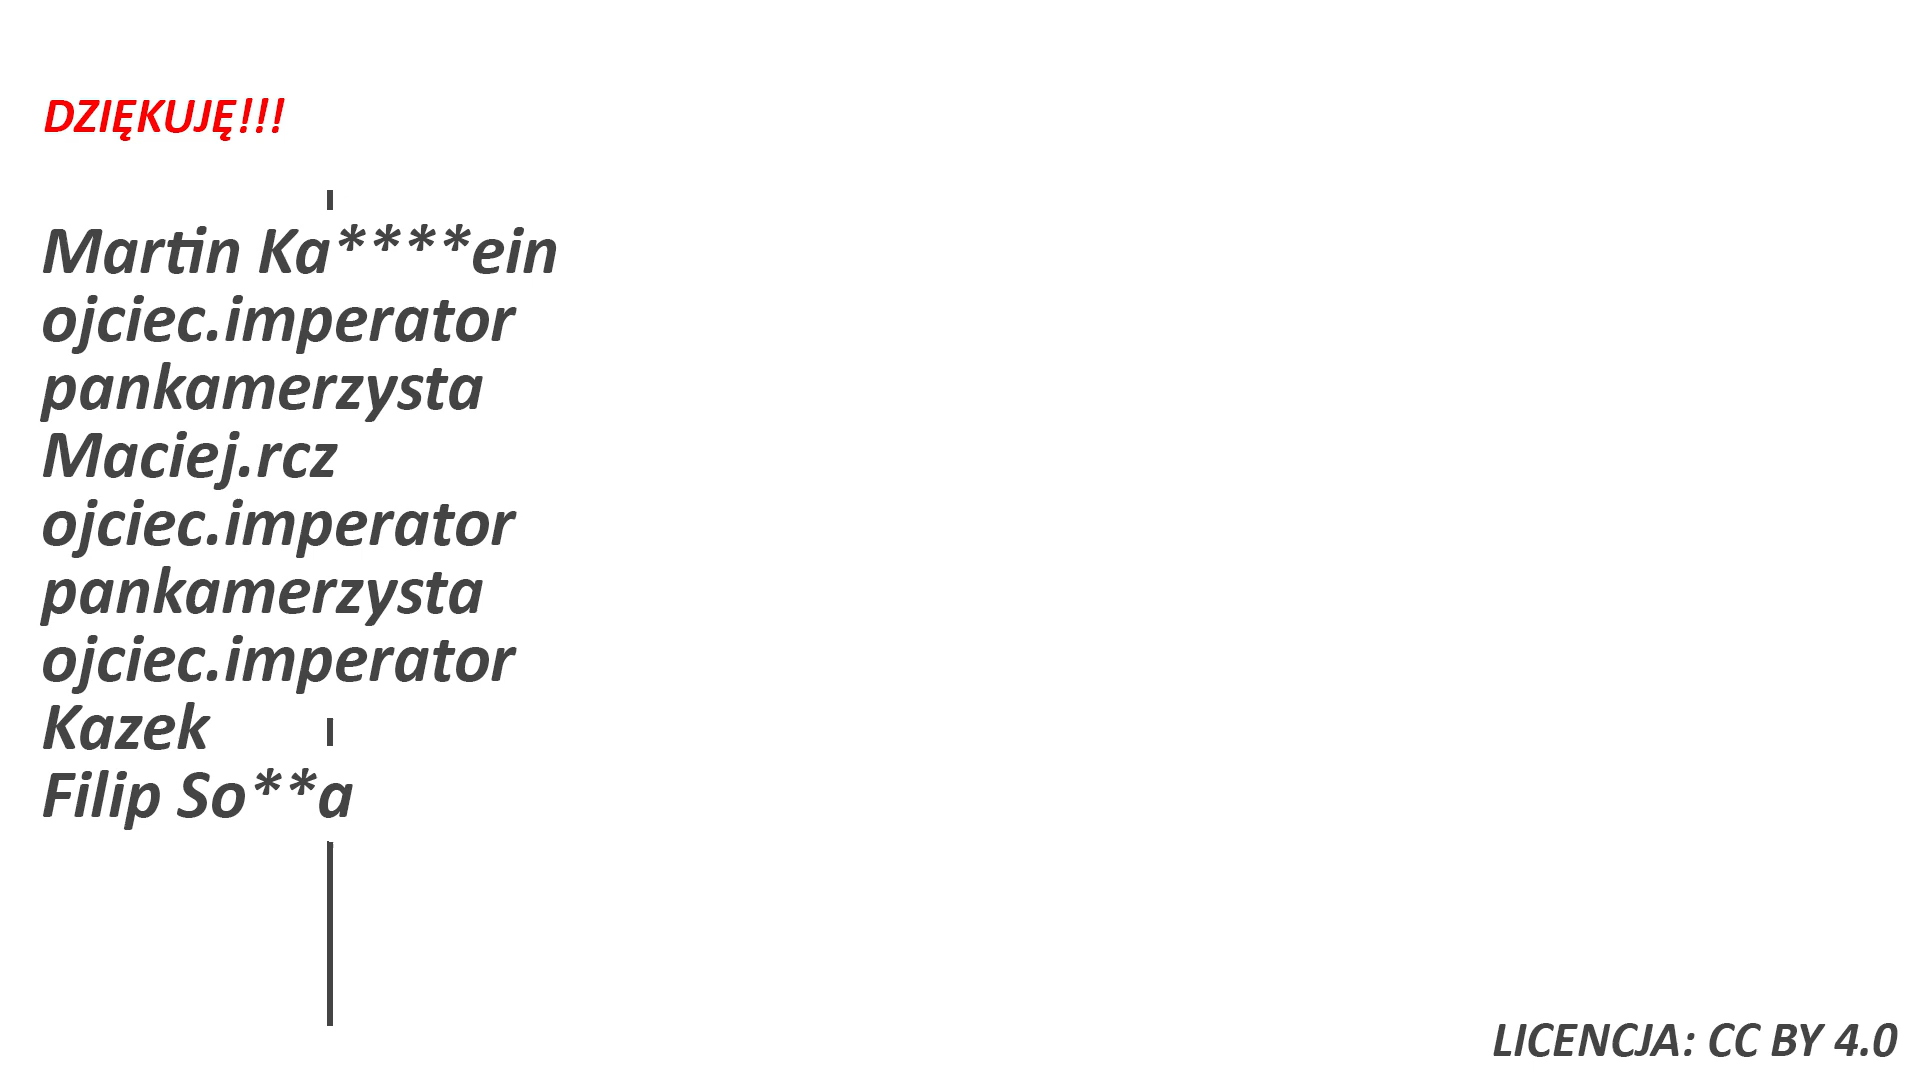 DZIĘKUJĘ!!!
Martin Ka****ein
ojciec.imperator
pankamerzysta
Maciej.rcz
ojciec.imperator
pankamerzysta
ojciec.imperator
Kazek
Filip So**a
LICENCJA: CC BY 4.0